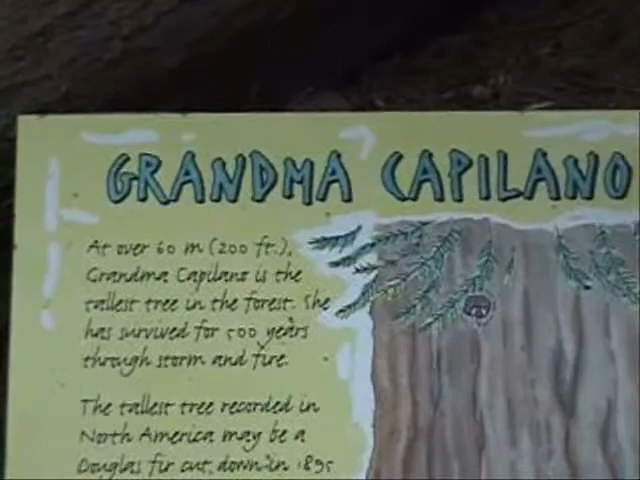 GRANDMA CAPILANO
At over 60 m (200 ft.),
Grandma Capilano is the
tallest tree in the forest. She
has survived for 500 years
through storm and fire.
The tallest tree recorded in
North America may be a
Douglas fir cut, down in 1895